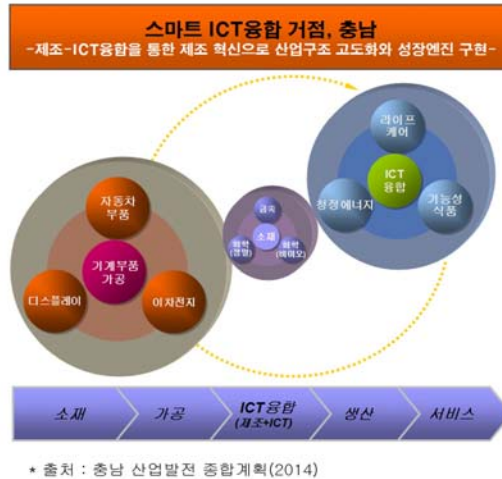 스마트 ICT융합 거점, 충남
-제조-ICT융합을 통한 제조 혁신으로 산업구조 고도화와 성장엔진 구현-
라이프
케어
ICT
융합
청정에너지
기능성
식품
자동차
부품
기계부품
가공
디스플레이
이차전지
금속
소재
화학
(정밀)
화학
(바이오)
소재
가공
ICT융합
(제조+ICT)
생산
서비스
* 출처 : 충남 산업발전 종합계획(2014)